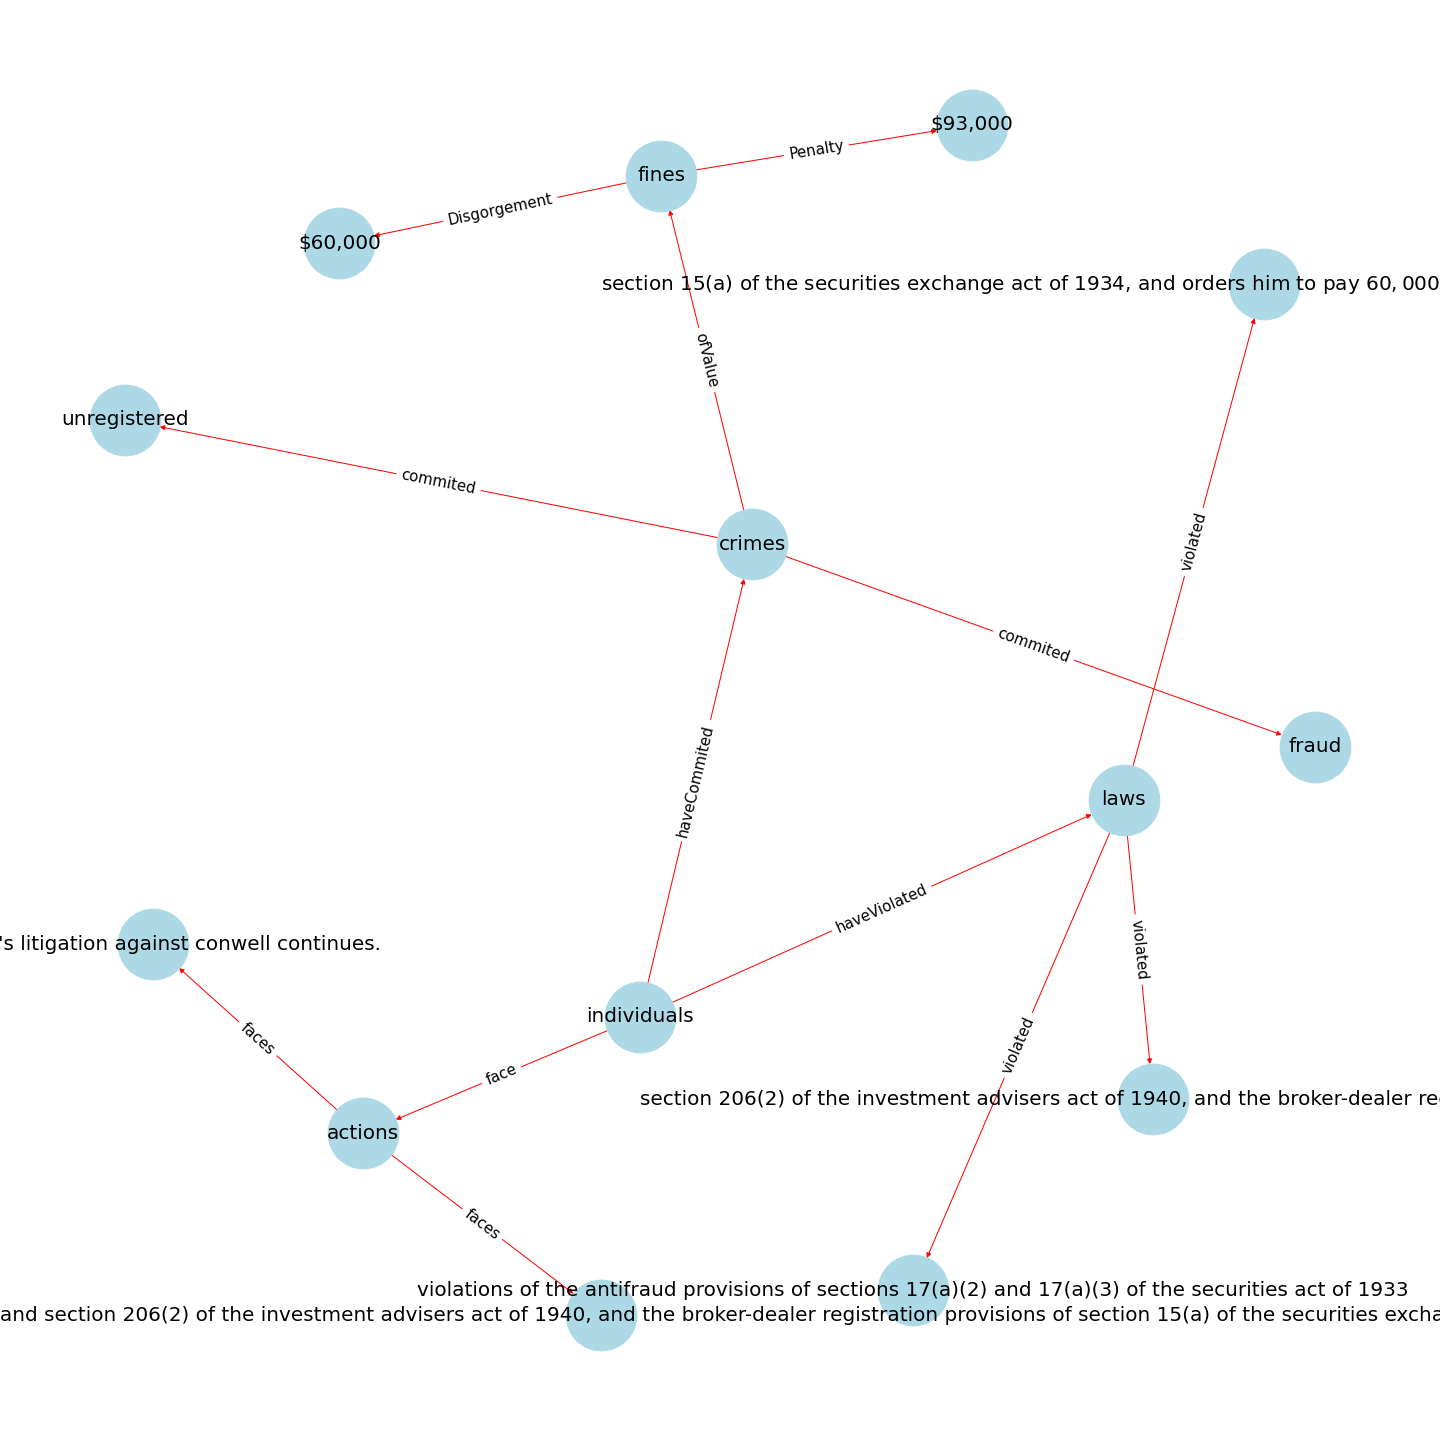 $93,000
Penalty
fines
Disgorgement
$60,000
section 15(a) of the securities exchange act of 1934, and orders him to pay 60, 000
ofValue
unregistered
commited
violated
crimes
commited
fraud
haveCommited
laws
haveViolated
violated
's litigation against conwell continues.
individuals
faces
violated
face
section 206(2) of the investment advisers act of 1940, and the broker-dealer
actions
faces
violations of the antifraud provisions of sections 17(a)(2) and 17(a)(3) of the securities act of 1933
and section 206(2) of the investment advisers act of 1940, and the broker-dealer registration provisions of section 15(a) of the securities